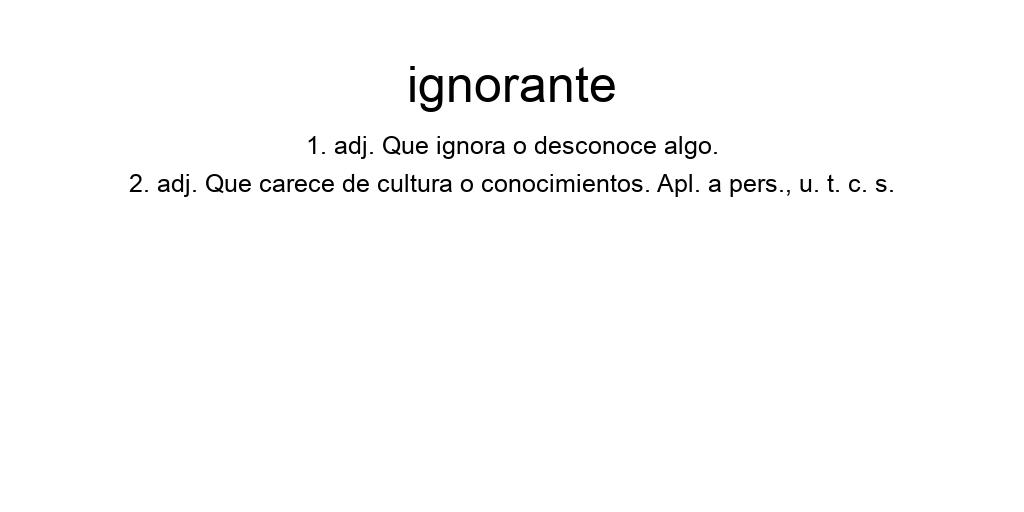 ignorante
1. adj. Que ignora o desconoce algo.
2. adj. Que carece de cultura o conocimientos. Apl. a pers., u. t. c. s.